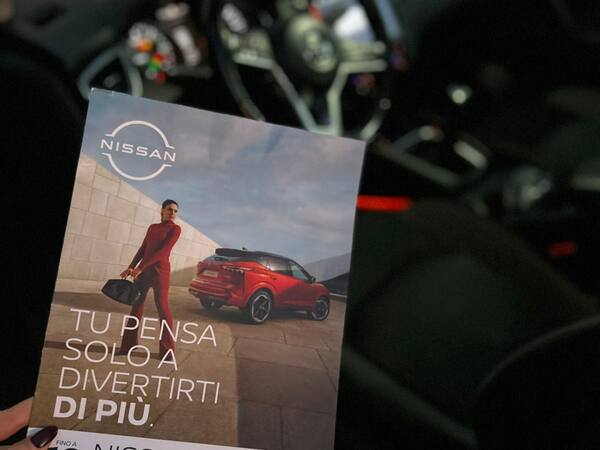 NISSAN
TU PENSA
SOLO A
DIVERTIRTI
DI PIÙ.
FINO A